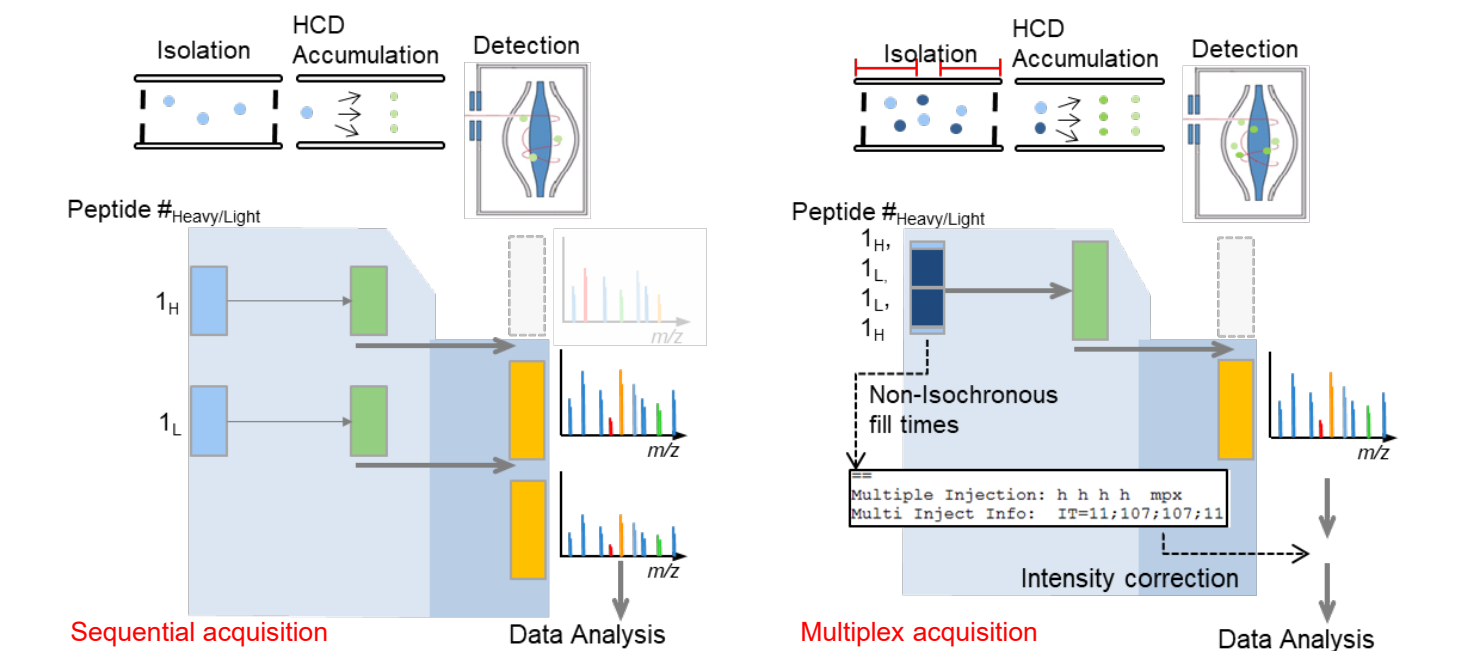 Isolation
HCD
Accumulation
Detection
Peptide #Heavy/Light
1H
1L
m/z
m/z
m/z
Sequential acquisition
Data Analysis
Isolation
HCD
Accumulation
Detection
Peptide #Heavy/Light
1H,
1L,
1L,
1H
Non-Isochronous
fill times
m/z
==
Multiple Injection: h h h h mpx
Multi Inject Info: IT=11;107;107;11
Intensity correction
Multiplex acquisition
Data Analysis